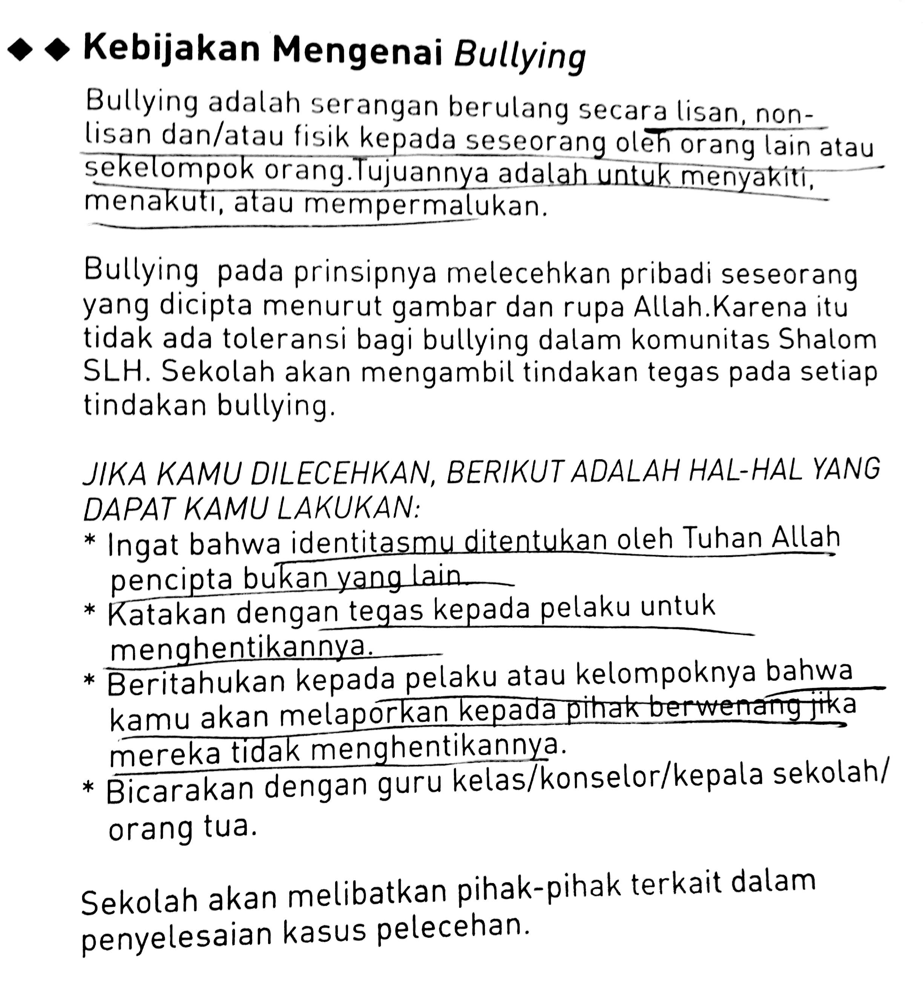 ◆ ◆ Kebijakan Mengenai Bullying
Bullying adalah serangan berulang secara lisan, non-
lisan dan/atau fisik kepada seseorang oleh orang lain atau
sekelompok orang.Tujuannya adalah untuk menyakiti,
menakuti, atau mempermalukan.
Bullying  pada prinsipnya melecehkan pribadi seseorang
yang dicipta menurut gambar dan rupa Allah.Karena itu
tidak ada toleransi bagi bullying dalam komunitas Shalom
SLH. Sekolah akan mengambil tindakan tegas pada setiap
tindakan bullying.
JIKA KAMU DILECEHKAN, BERIKUT ADALAH HAL-HAL YANG
DAPAT KAMU LAKUKAN:
* Ingat bahwa identitasmu ditentukan oleh Tuhan Allah
pencipta bukan yang lain
* Katakan dengan tegas kepada pelaku untuk
menghentikannya.
* Beritahukan kepada pelaku atau kelompoknya bahwa
kamu akan melaporkan kepada pihak berwenang jika
mereka tidak menghentikannya.
* Bicarakan dengan guru kelas/konselor/kepala sekolah/
orang tua.
Sekolah akan melibatkan pihak-pihak terkait dalam
penyelesaian kasus pelecehan.